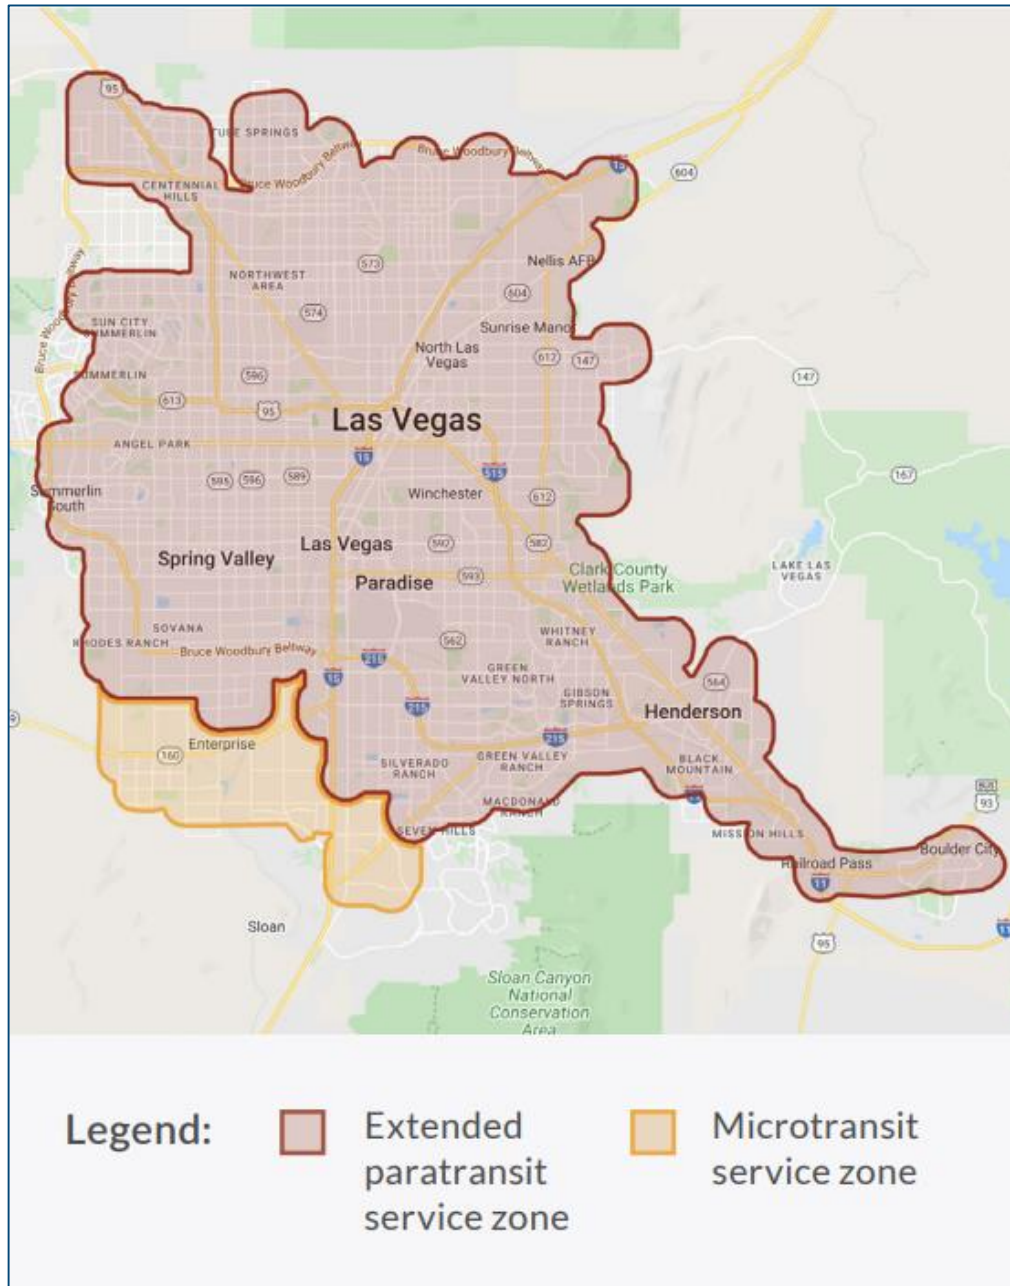 95
TULE SPRINGS
Bruce Woodbury Beltway
Bruce Woodbury Beltway
15
604
CENTENNIAL
HILLS
573
Nellis AFB
NORTHWEST
AREA
604
574
Bruce Woodbury
SUN CITY
SUMMERLIN
Sunrise Manor
North Las
Vegas
612
147
147
SUMMERLIN
596
613
95
Las Vegas
ANGEL PARK
15
515
167
595
596
589
Summerlin
South
Winchester
612
Spring Valley
Las Vegas
592
582
Paradise
593
Clark County
Wetlands Park
LAKE LAS
VEGAS
SOVANA
RHODES RANCH
Bruce Woodbury Beltway
562
WHITNEY
RANCH
215
15
GREEN
VALLEY NORTH
564
GIBSON
SPRINGS
215
Henderson
9
Enterprise
160
215
SILVERADO
RANCH
GREEN VALLEY
RANCH
BLACK
MOUNTAIN
BUS
93
MACDONALD
RANCH
11
SEVEN HILLS
MISSION HILLS
Railroad Pass
Boulder City
11
Sloan
95
11
Sloan Canyon
National
Conservation
Area
Legend:
Extended
paratransit
service zone
Microtransit
service zone